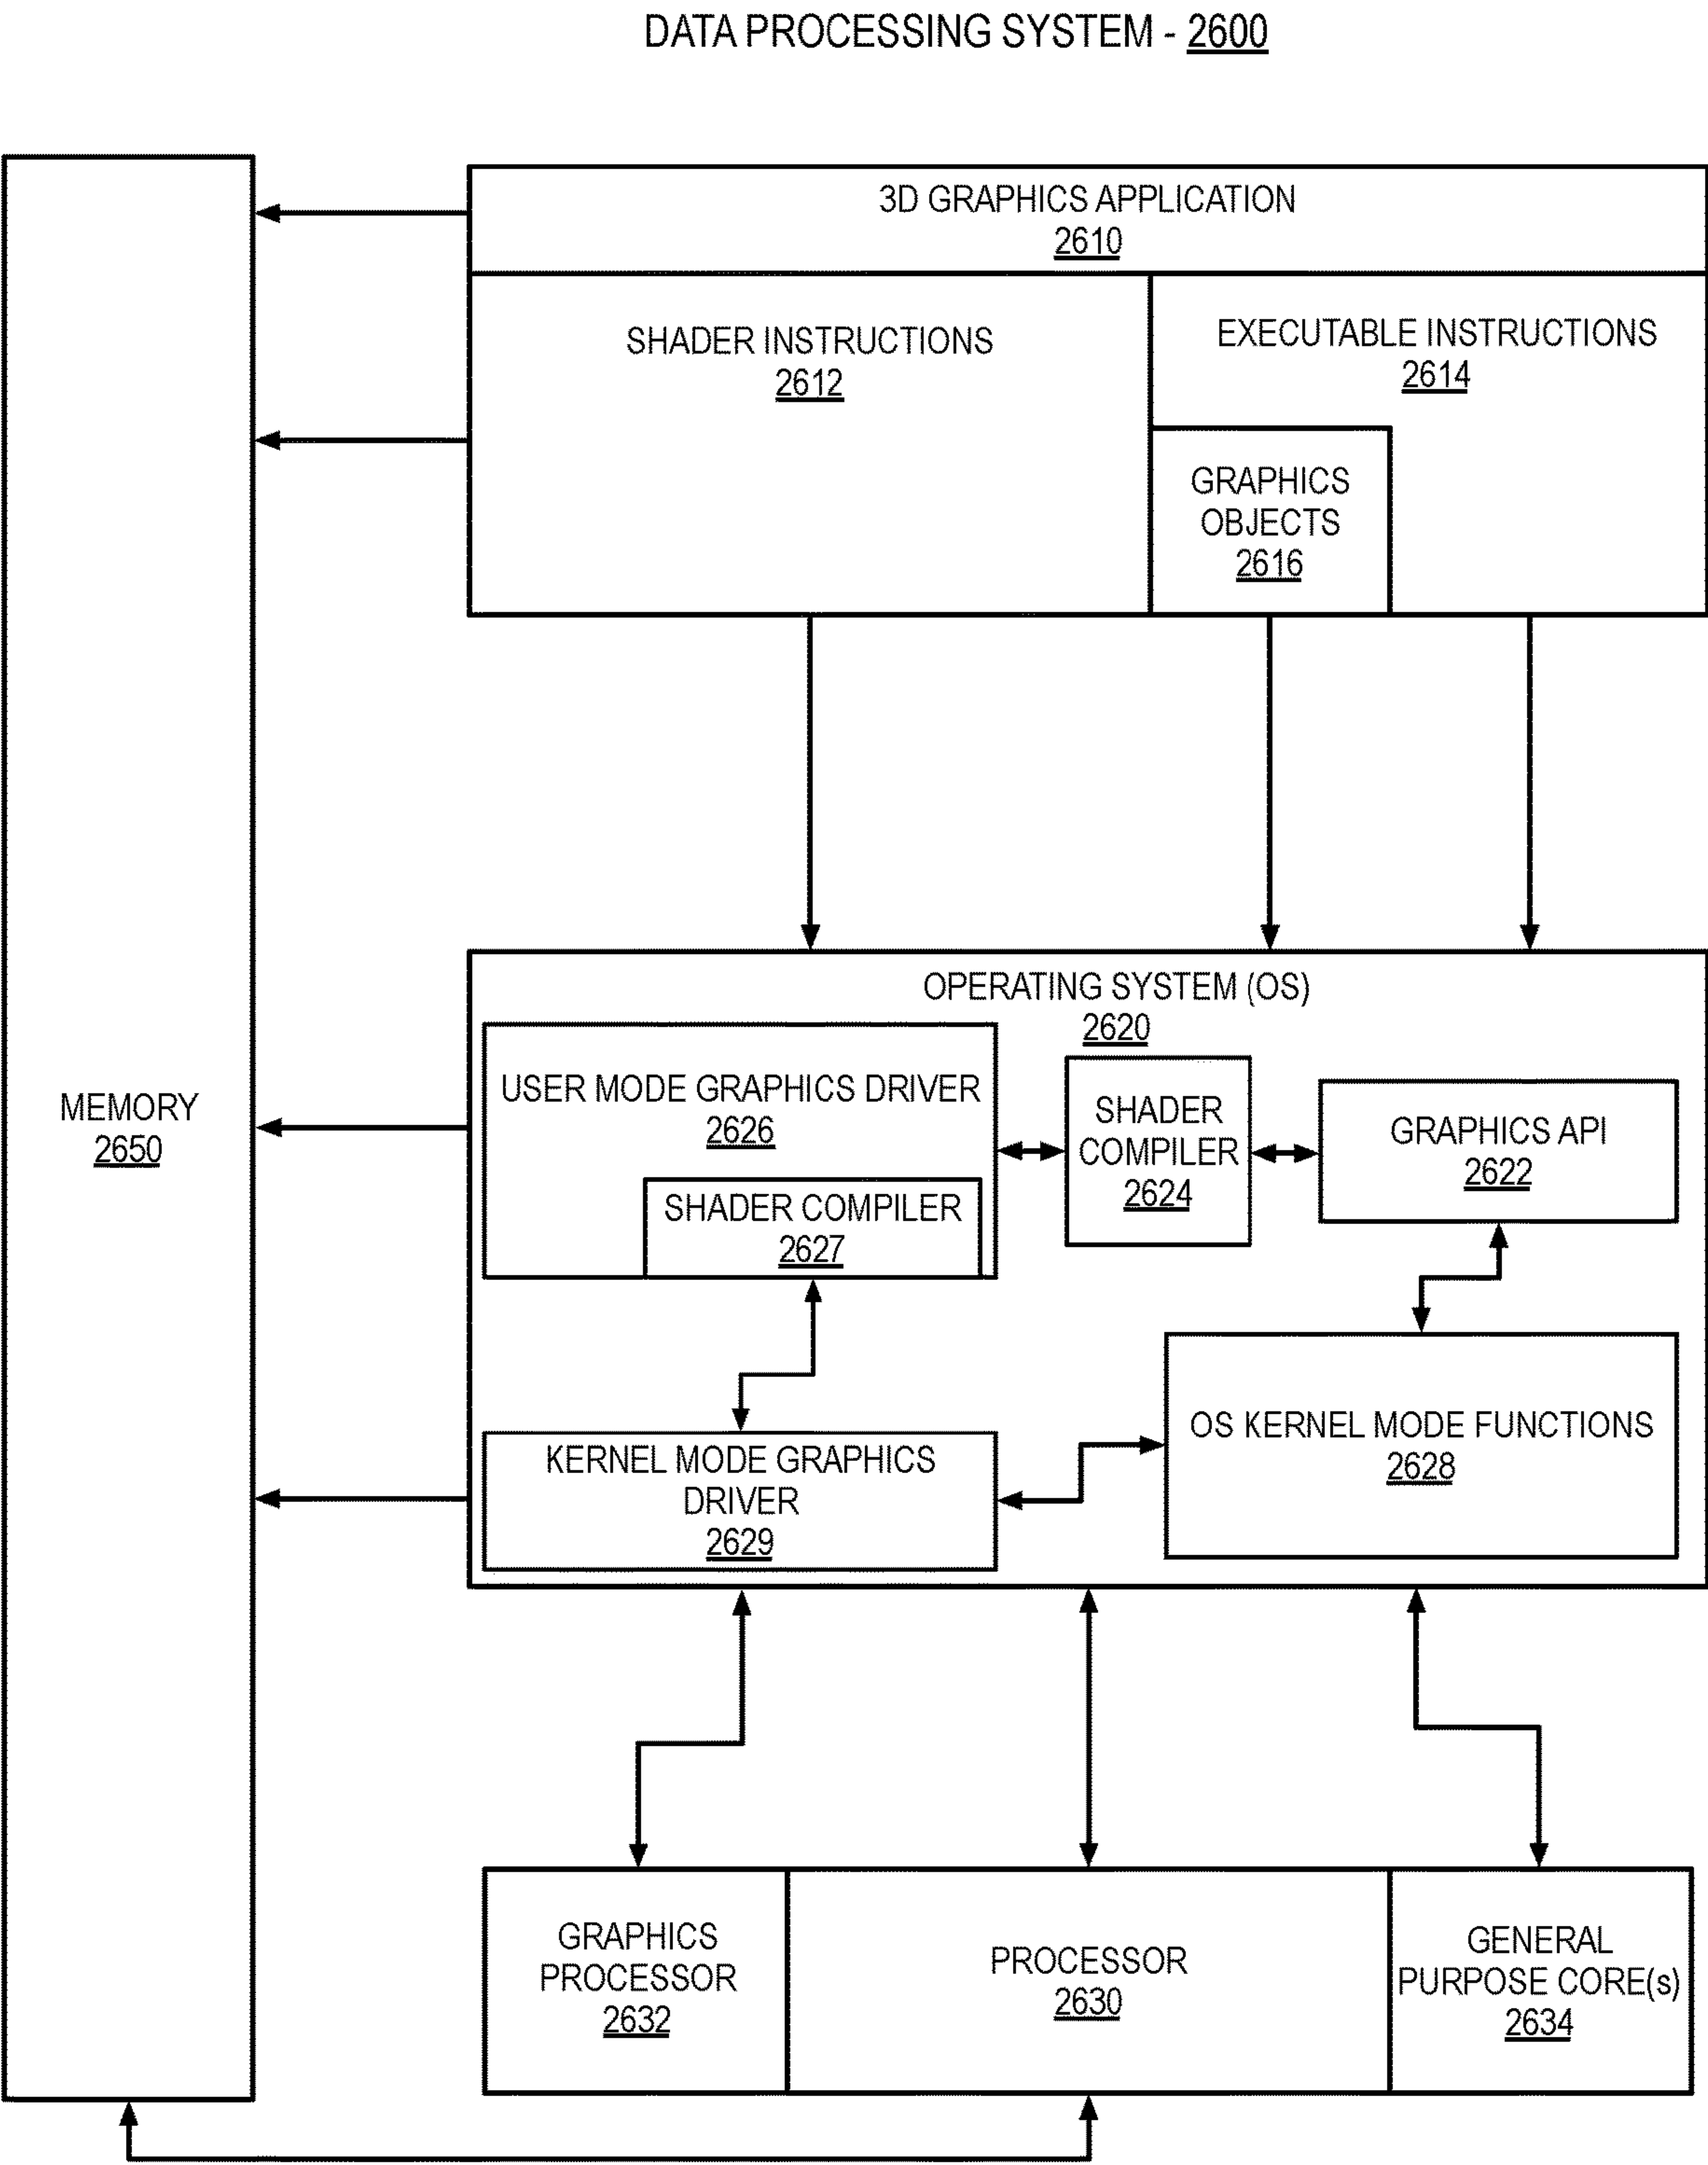 DATA PROCESSING SYSTEM - 2600
3D GRAPHICS APPLICATION
2610
SHADER INSTRUCTIONS
2612
EXECUTABLE INSTRUCTIONS
2614
GRAPHICS
OBJECTS
2616
MEMORY
2650
OPERATING SYSTEM (OS)
2620
USER MODE GRAPHICS DRIVER
2626
SHADER COMPILER
2627
SHADER
COMPILER
2624
GRAPHICS API
2622
KERNEL MODE GRAPHICS
DRIVER
2629
OS KERNEL MODE FUNCTIONS
2628
GRAPHICS
PROCESSOR
2632
PROCESSOR
2630
GENERAL
PURPOSE CORE(s)
2634